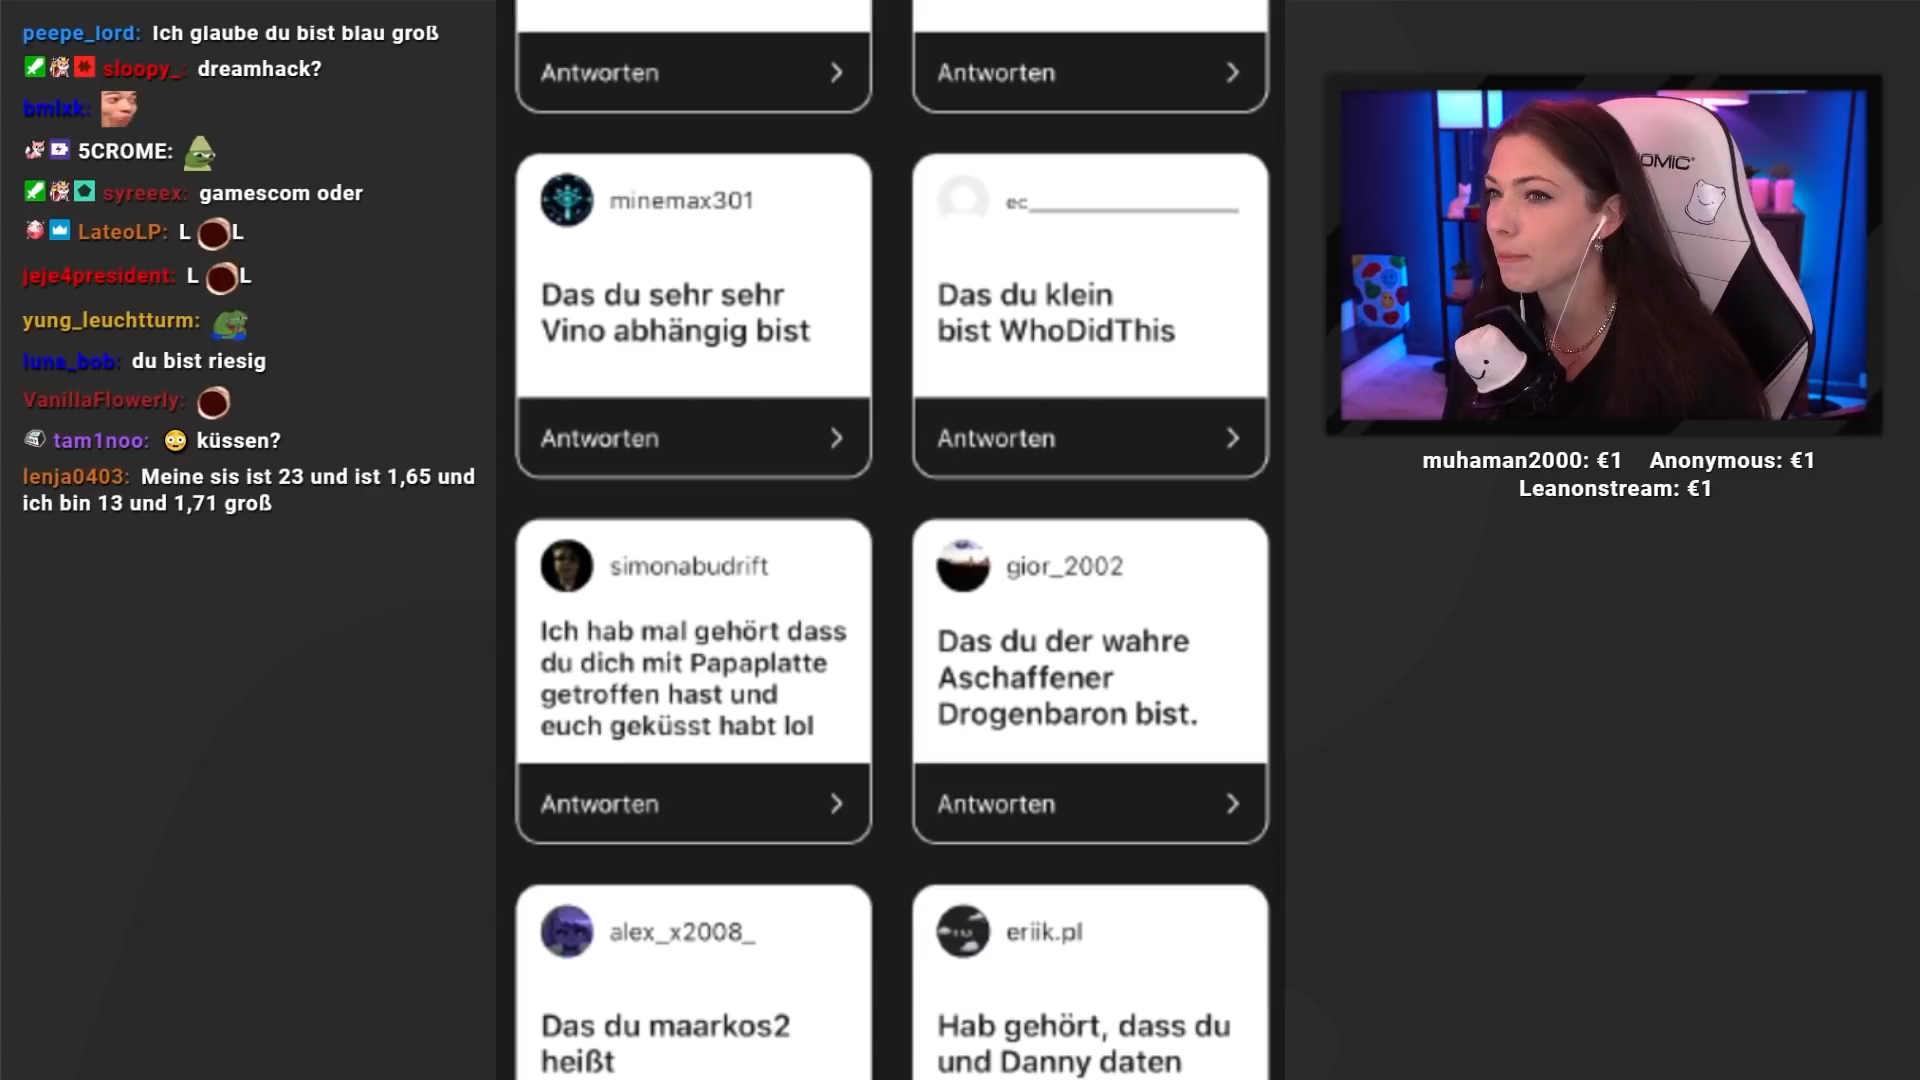 peepe_lord: Ich glaube du bist blau groß
sloopy_: dreamhack?
bmlxk:
5CROME:
syreeex: gamescom oder
LateoLP: L L
jeje4president: L L
yung_leuchtturm:
luna_bob: du bist riesig
VanillaFlowerly:
tam1noo: 😳 küssen?
lenja0403: Meine sis ist 23 und ist 1,65 und
ich bin 13 und 1,71 groß
Antworten
Antworten
minemax301
Das du sehr sehr
Vino abhängig bist
Antworten
ec____________________
Das du klein
bist WhoDidThis
Antworten
simonabudrift
Ich hab mal gehört dass
du dich mit Papaplatte
getroffen hast und
euch geküsst habt lol
Antworten
gior_2002
Das du der wahre
Aschaffener
Drogenbaron bist.
Antworten
alex_x2008_
Das du maarkos2
heißt
eriik.pl
Hab gehört, dass du
und Danny daten
muhaman2000: €1 Anonymous: €1
Leanonstream: €1